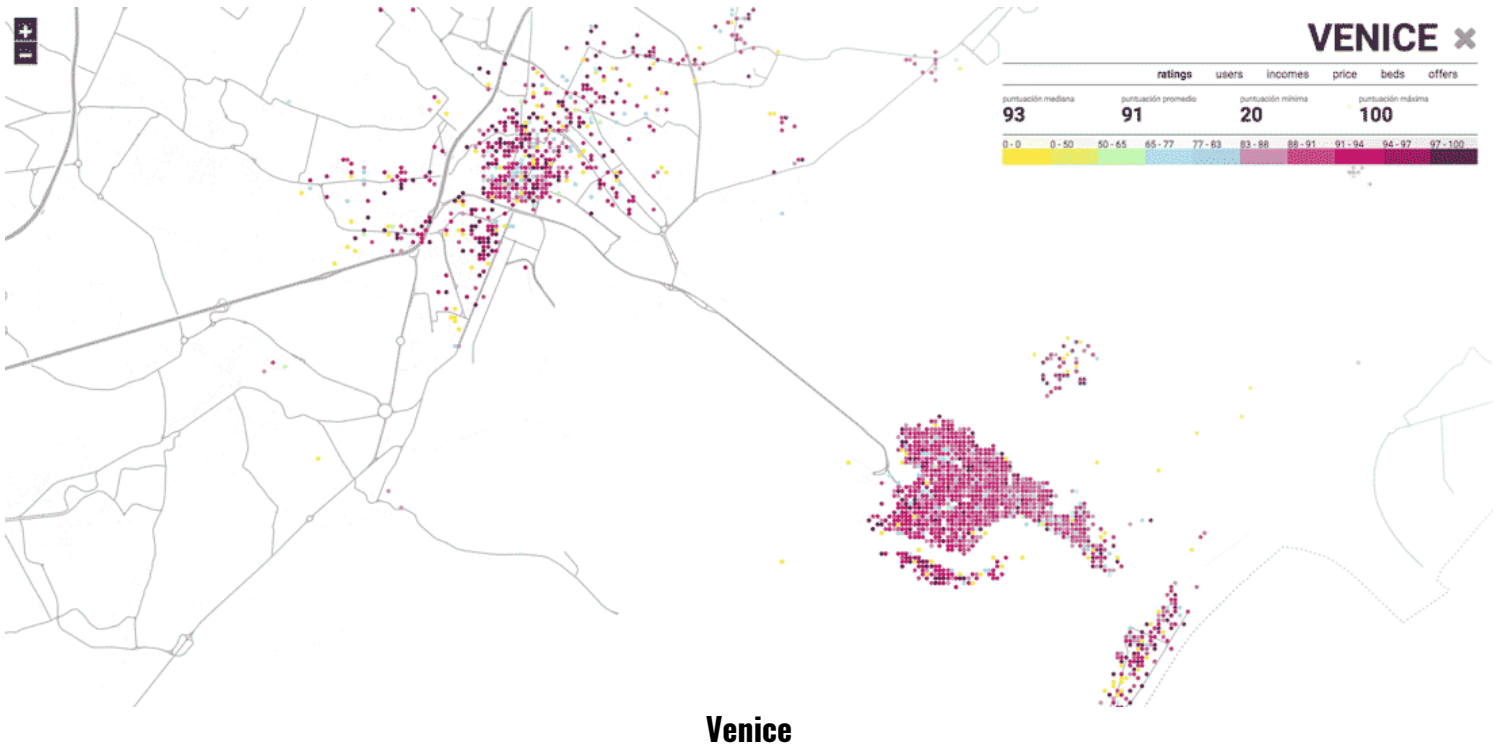 +
−
VENICE ×
ratings users incomes price beds offers
puntuación mediana puntuación promedio puntuación mínima puntuación máxima
93 91 20 100
0 - 0 0 - 50 50 - 65 65 - 77 77 - 83 83 - 88 88 - 91 91 - 94 94 - 97 97 - 100
Venice